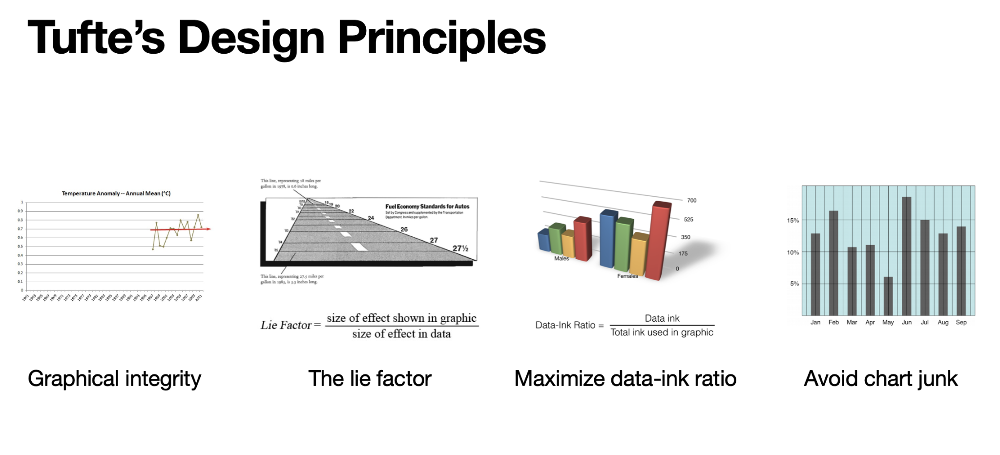 Tufte’s Design Principles
Temperature Anomaly -- Annual Mean (°C)
1
0.9
0.8
0.7
0.6
0.5
0.4
0.3
0.2
0.1
0
1961 1963 1965 1967 1969 1971 1973 1975 1977 1979 1981 1983 1985 1987 1989 1991 1993 1995 1997 1999 2001 2003 2005 2007 2009 2011
Graphical integrity
This line, representing 18 miles per
gallon in 1978, is 0.6 inches long.
Fuel Economy Standards for Autos
Set by Congress and supplemented by the Transportation
Department. In miles per gallon.
1978
'79
'80
'81
'82
'83
'84
'85
18
19
20
22
24
26
27
27½
This line, representing 27.5 miles per
gallon in 1985, is 5.3 inches long.
Lie Factor = size of effect shown in graphic
size of effect in data
The lie factor
700
525
350
175
0
Males
Females
Data-Ink Ratio = Data ink
Total ink used in graphic
Maximize data-ink ratio
15%
10%
5%
Jan Feb Mar Apr May Jun Jul Aug Sep
Avoid chart junk